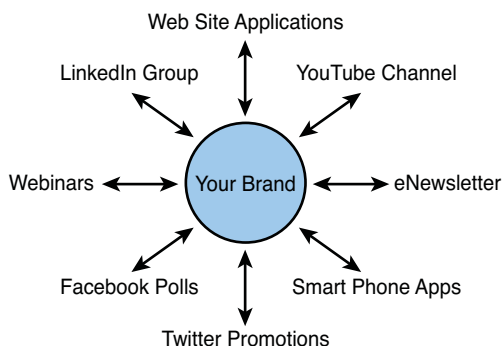 Web Site Applications
LinkedIn Group
YouTube Channel
Webinars
Your Brand
eNewsletter
Facebook Polls
Smart Phone Apps
Twitter Promotions